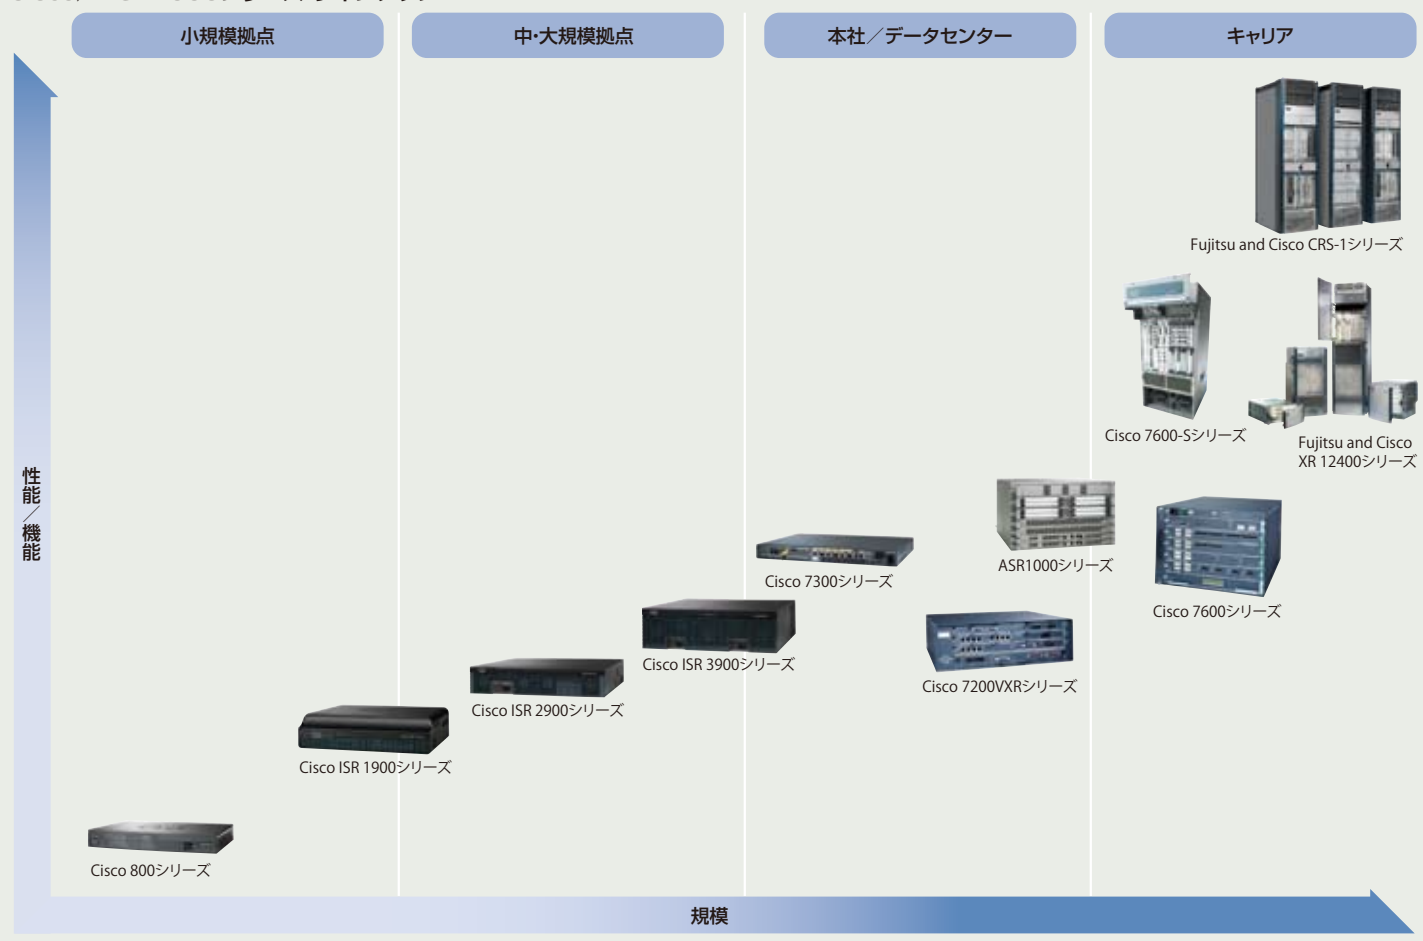 小規模拠点
中・大規模拠点
本社／データセンター
キャリア
Fujitsu and Cisco CRS-1シリーズ
Cisco 7600-Sシリーズ
Fujitsu and Cisco
XR 12400シリーズ
性能／機能
ASR1000シリーズ
Cisco 7300シリーズ
Cisco 7600シリーズ
Cisco ISR 3900シリーズ
Cisco 7200VXRシリーズ
Cisco ISR 2900シリーズ
Cisco ISR 1900シリーズ
Cisco 800シリーズ
規模